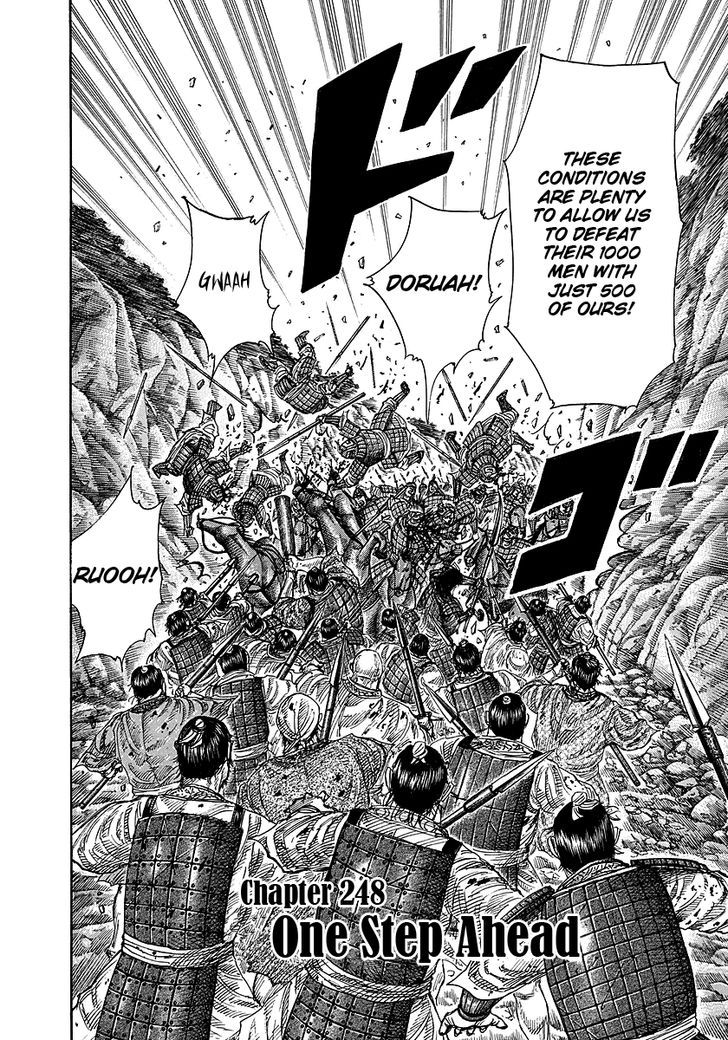 THESE
CONDITIONS
ARE PLENTY
TO ALLOW US
TO DEFEAT
THEIR 1000
MEN WITH
JUST 500
OF OURS!
ド
DORUAH!
GWAAH
ゴ
RUOOH!
Chapter 248
One Step Ahead